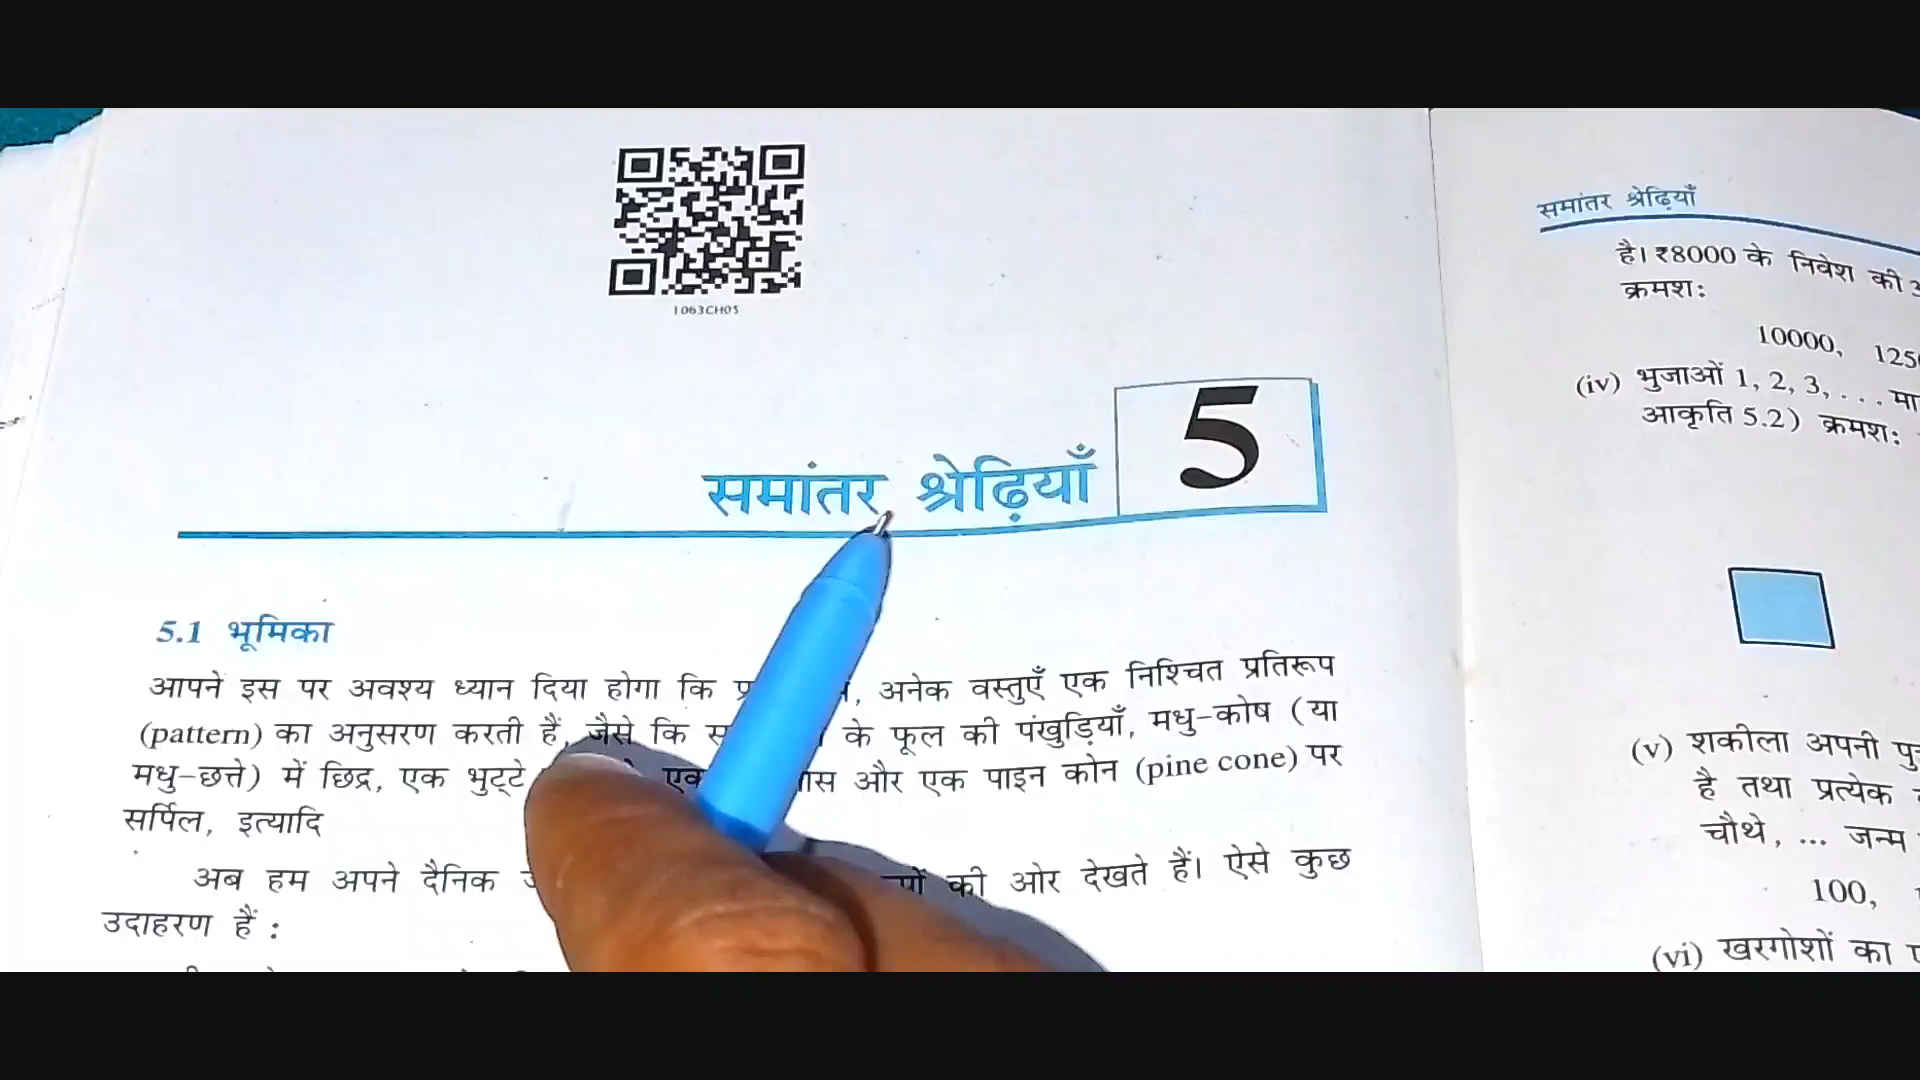 1063CH05
समांतर श्रेढ़ियाँ 5
5.1 भूमिका
आपने इस पर अवश्य ध्यान दिया होगा कि अनेक वस्तुएँ एक निश्चित प्रतिरूप
(pattern) का अनुसरण करती हैं, जैसे कि के फूल की पंखुड़ियाँ, मधु-कोष (या
मधु-छत्ते) में छिद्र, एक भुट्टे और एक पाइन कोन (pine cone) पर
सर्पिल, इत्यादि
अब हम अपने दैनिक की ओर देखते हैं। ऐसे कुछ
उदाहरण हैं :
समांतर श्रेढ़ियाँ
है। ₹8000 के निवेश की
क्रमशः
10000,
(iv) भुजाओं 1, 2, 3, . . .
आकृति 5.2) क्रमशः
(v) शकीला अपनी
है तथा प्रत्येक
चौथे, ... जन्म
100,
(vi) खरगोशों का